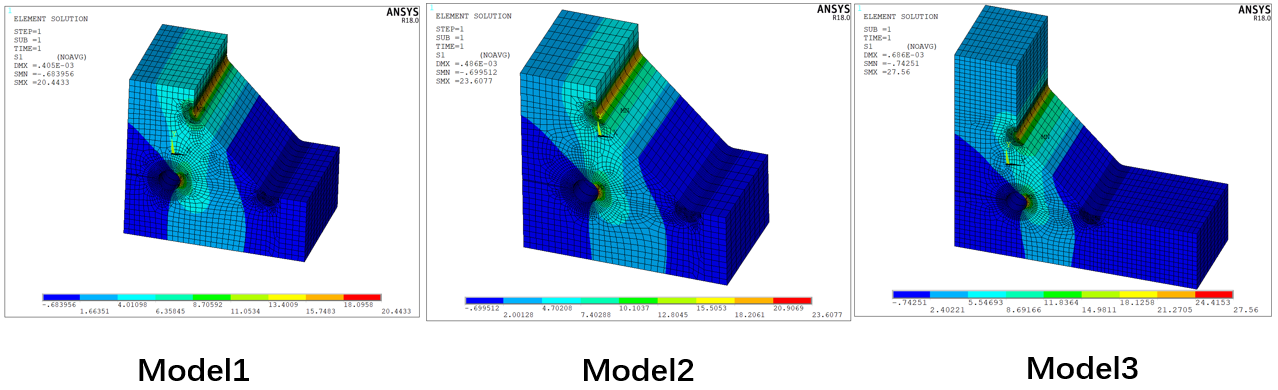 1
ELEMENT SOLUTION
STEP=1
SUB =1
TIME=1
S1 (NOAVG)
DMX =.405E-03
SMN =-.683956
SMX =20.4433
ANSYS
R18.0
MN
-.683956
1.66351
4.01098
6.35845
8.70592
11.0534
13.4009
15.7483
18.0958
20.4433
Model1
1
ELEMENT SOLUTION
STEP=1
SUB =1
TIME=1
S1 (NOAVG)
DMX =.486E-03
SMN =-.699512
SMX =23.6077
ANSYS
R18.0
MN
-.699512
2.00128
4.70208
7.40288
10.1037
12.8045
15.5053
18.2061
20.9069
23.6077
Model2
1
ELEMENT SOLUTION
SUB =1
TIME=1
S1 (NOAVG)
DMX =.686E-03
SMN =-.74251
SMX =27.56
ANSYS
R18.0
MN
-.74251
2.40221
5.54693
8.69166
11.8364
14.9811
18.1258
21.2705
24.4153
27.56
Model3